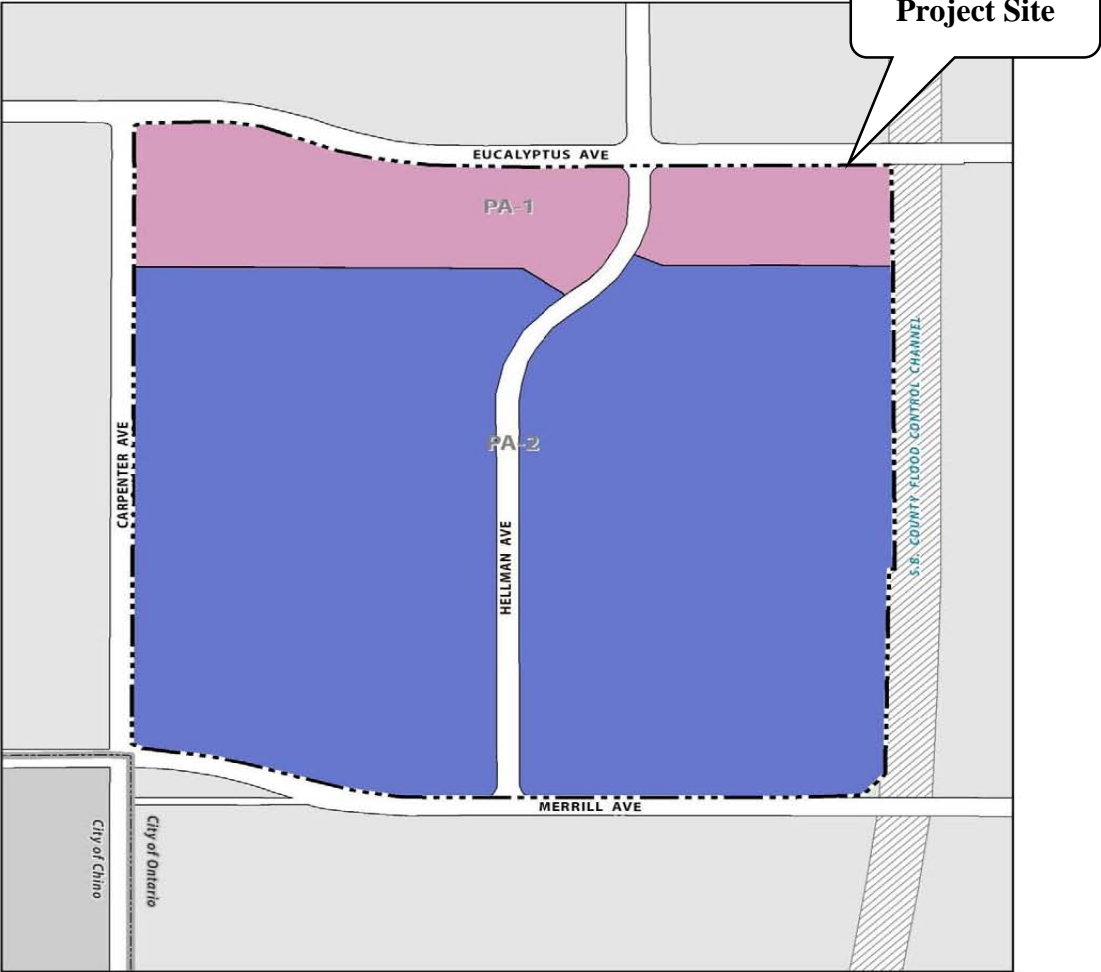 Project Site
EUCALYPTUS AVE
PA-1
S.B. COUNTY FLOOD CONTROL CHANNEL
CARPENTER AVE
PA-2
HELLMAN AVE
MERRILL AVE
City of Chino
City of Ontario